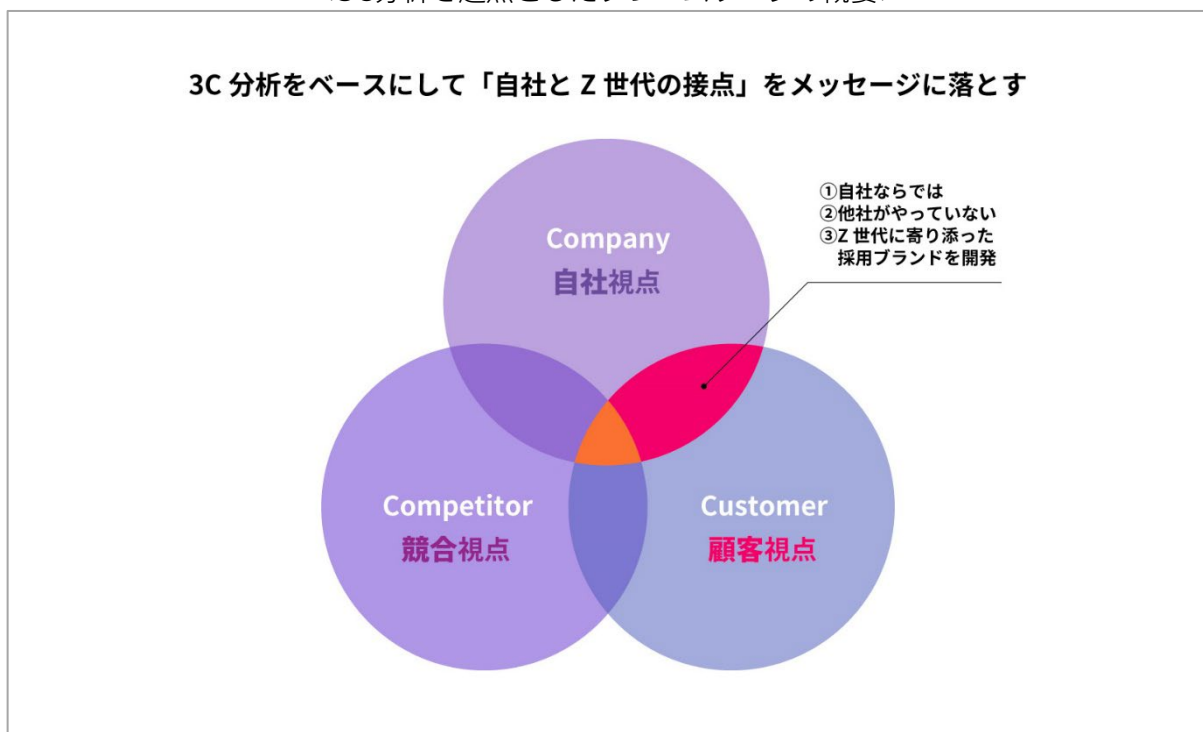 3C 分析をベースにして「自社と Z 世代の接点」をメッセージに落とす
①自社ならでは
②他社がやっていない
③Z 世代に寄り添った
採用ブランドを開発
Company
自社視点
Competitor
競合視点
Customer
顧客視点